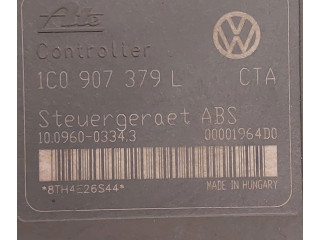 Ate
Controller
1C0 907 379 L CTA
Steuergeraet ABS
10.0960-0334.3 00001964D0
*8TH4E26S44*
MADE IN HUNGARY